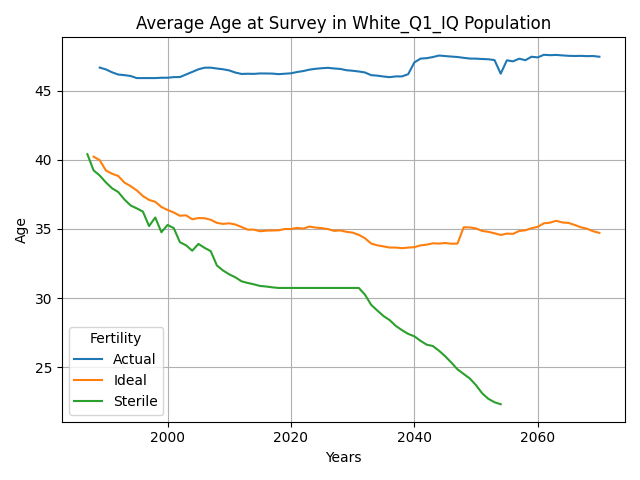 Average Age at Survey in White_Q1_IQ Population
Age
45
40
35
30
25
Fertility
Actual
Ideal
Sterile
2000
2020
2040
2060
Years